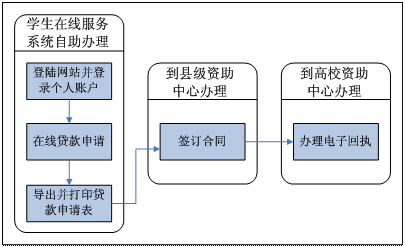 学生在线服务
系统自助办理
登陆网站并登
录个人账户
在线贷款申请
导出并打印贷
款申请表
到县级资助
中心办理
签订合同
到高校资助
中心办理
办理电子回执